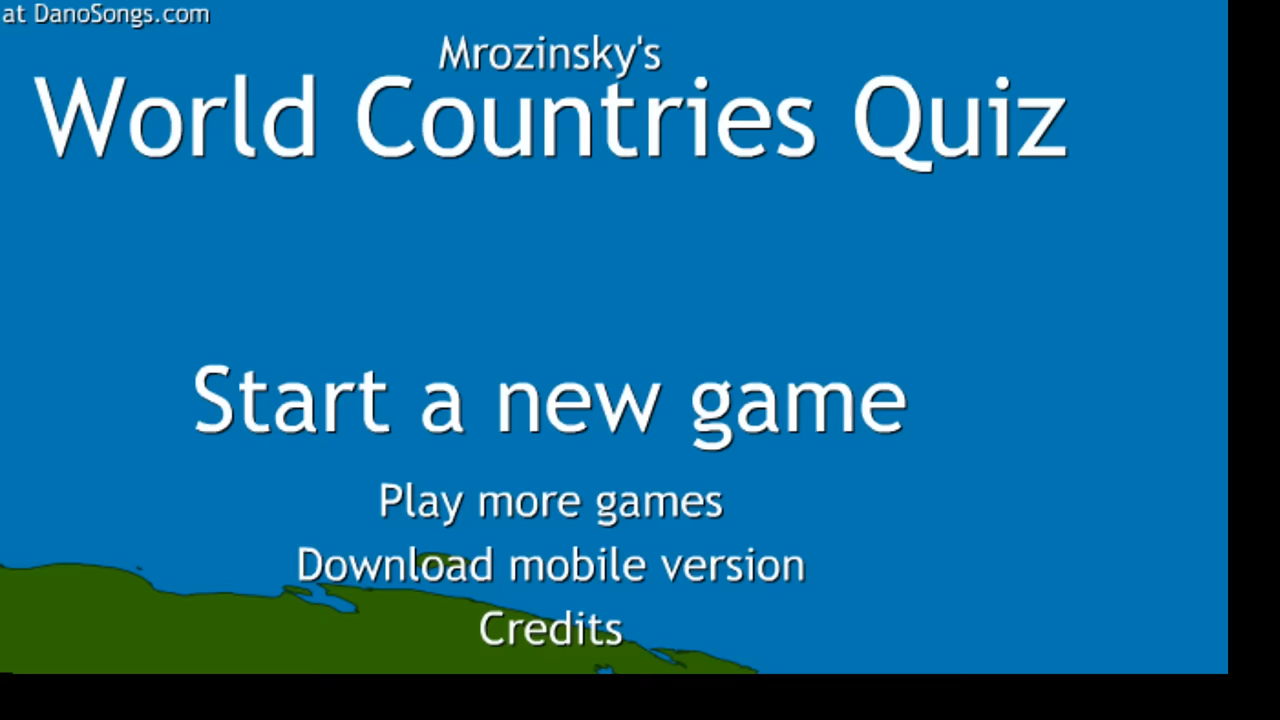 at DanoSongs.com
Mrozinsky's
World Countries Quiz
Start a new game
Play more games
Download mobile version
Credits